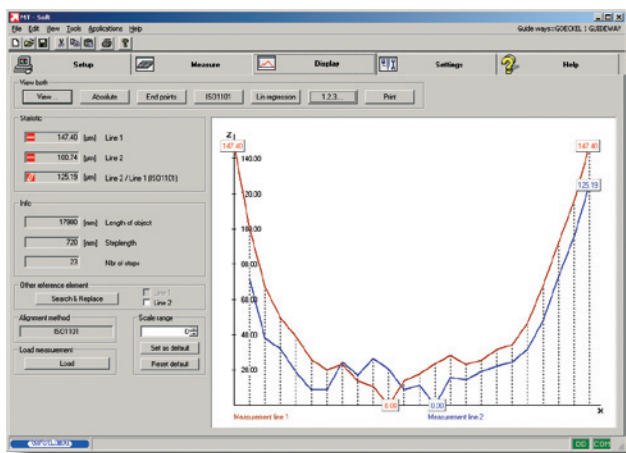 MT - Soft
File Edit View Tools Applications Help
Guide ways::GOECKEL 1 GUIDEWAY
Setup Measure Display Settings Help
View both
View... Absolute End points ISO1101 Lin regression 1.2.3... Print
Statistic
147.40 [µm] Line 1
100.74 [µm] Line 2
125.19 [µm] Line 2 / Line 1 (ISO1101)
Info
17980 [mm] Length of object
720 [mm] Steplength
23 Nbr of steps
Other reference element
Search & Replace
Line 1
Line 2
Alignment method
ISO1101
Scale range
0
Set as default
Preset default
Load measurement
Load
Z
147.40
147.40
140.00
125.19
120.00
100.00
80.00
60.00
40.00
20.00
0.00
0.00
X
Measurement line 1
Measurement line 2
DD COM